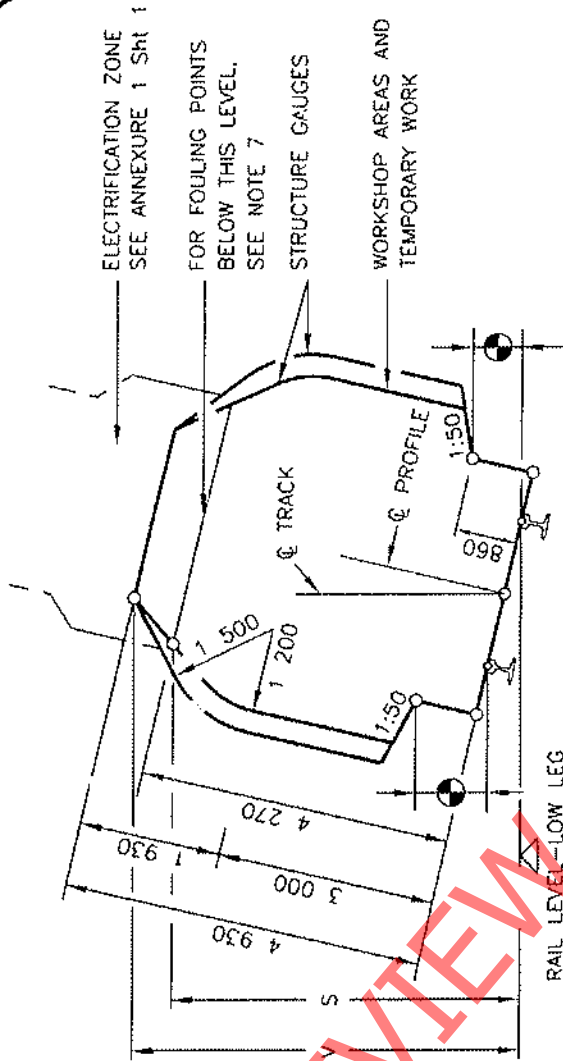 ELECTRIFICATION ZONE
SEE ANNEXURE 1 Sht 1
FOR FOULING POINTS
BELOW THIS LEVEL.
SEE NOTE 7
STRUCTURE GAUGES
WORKSHOP AREAS AND
TEMPORARY WORK
℄ TRACK
℄ PROFILE
1:50
860
1 500
1 200
1:50
4 270
1 930
3 000
4 930
S
RAIL LEVEL-LOW LEG
VIEW